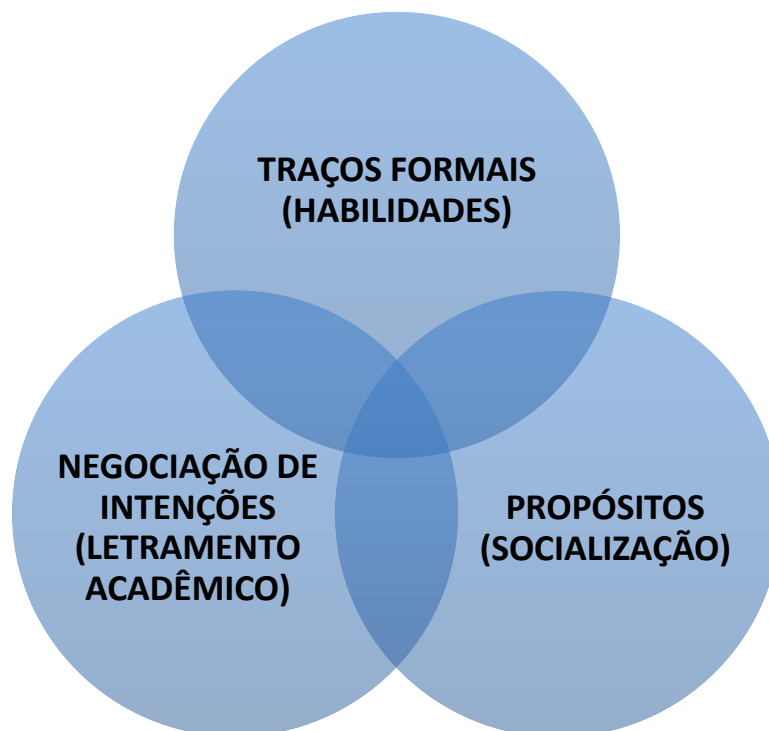 TRAÇOS FORMAIS
(HABILIDADES)
NEGOCIAÇÃO DE
INTENÇÕES
(LETRAMENTO
ACADÊMICO)
PROPÓSITOS
(SOCIALIZAÇÃO)